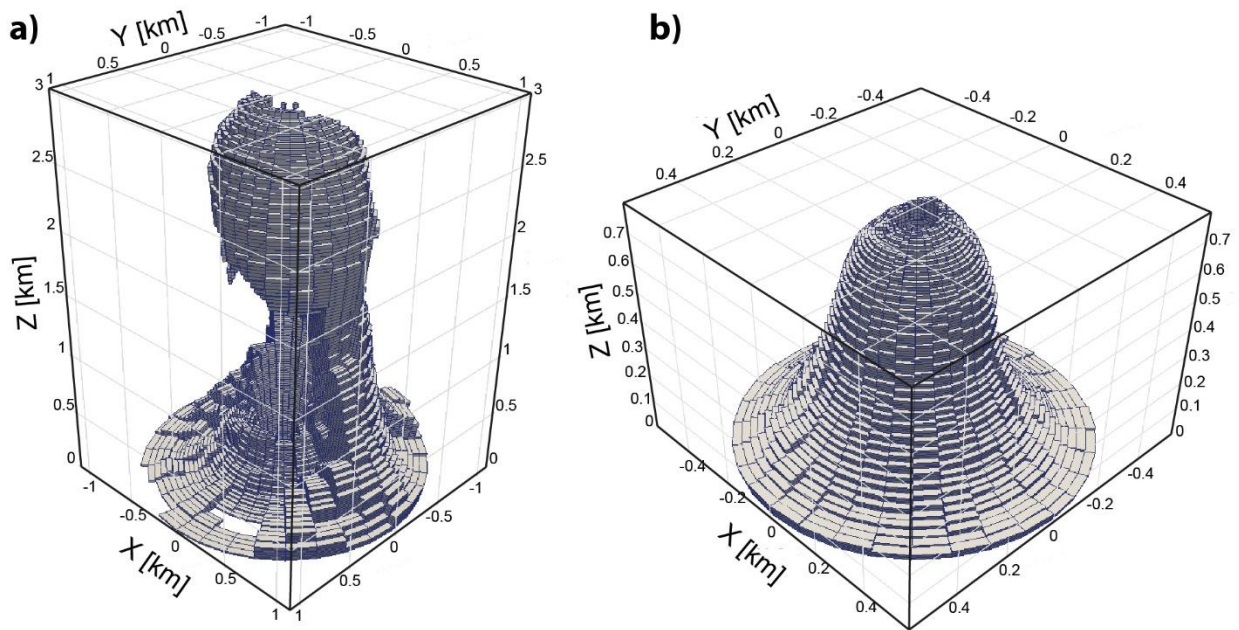 a)
Y [km]
1 0.5 0 -0.5 -1
-1 -0.5 0 0.5 1
3 3
2.5 2.5
2 2
1.5 1.5
1 1
0.5 0.5
0 0
Z [km]
-1 -0.5 0 0.5 1
X [km]
-1 -0.5 0 0.5 1
b)
Y [km]
0.4 0.2 0 -0.2 -0.4
-0.4 -0.2 0 0.2 0.4
0.7 0.7
0.6 0.6
0.5 0.5
0.4 0.4
0.3 0.3
0.2 0.2
0.1 0.1
0 0
Z [km]
-0.4 -0.2 0 0.2 0.4
X [km]
-0.4 -0.2 0 0.2 0.4